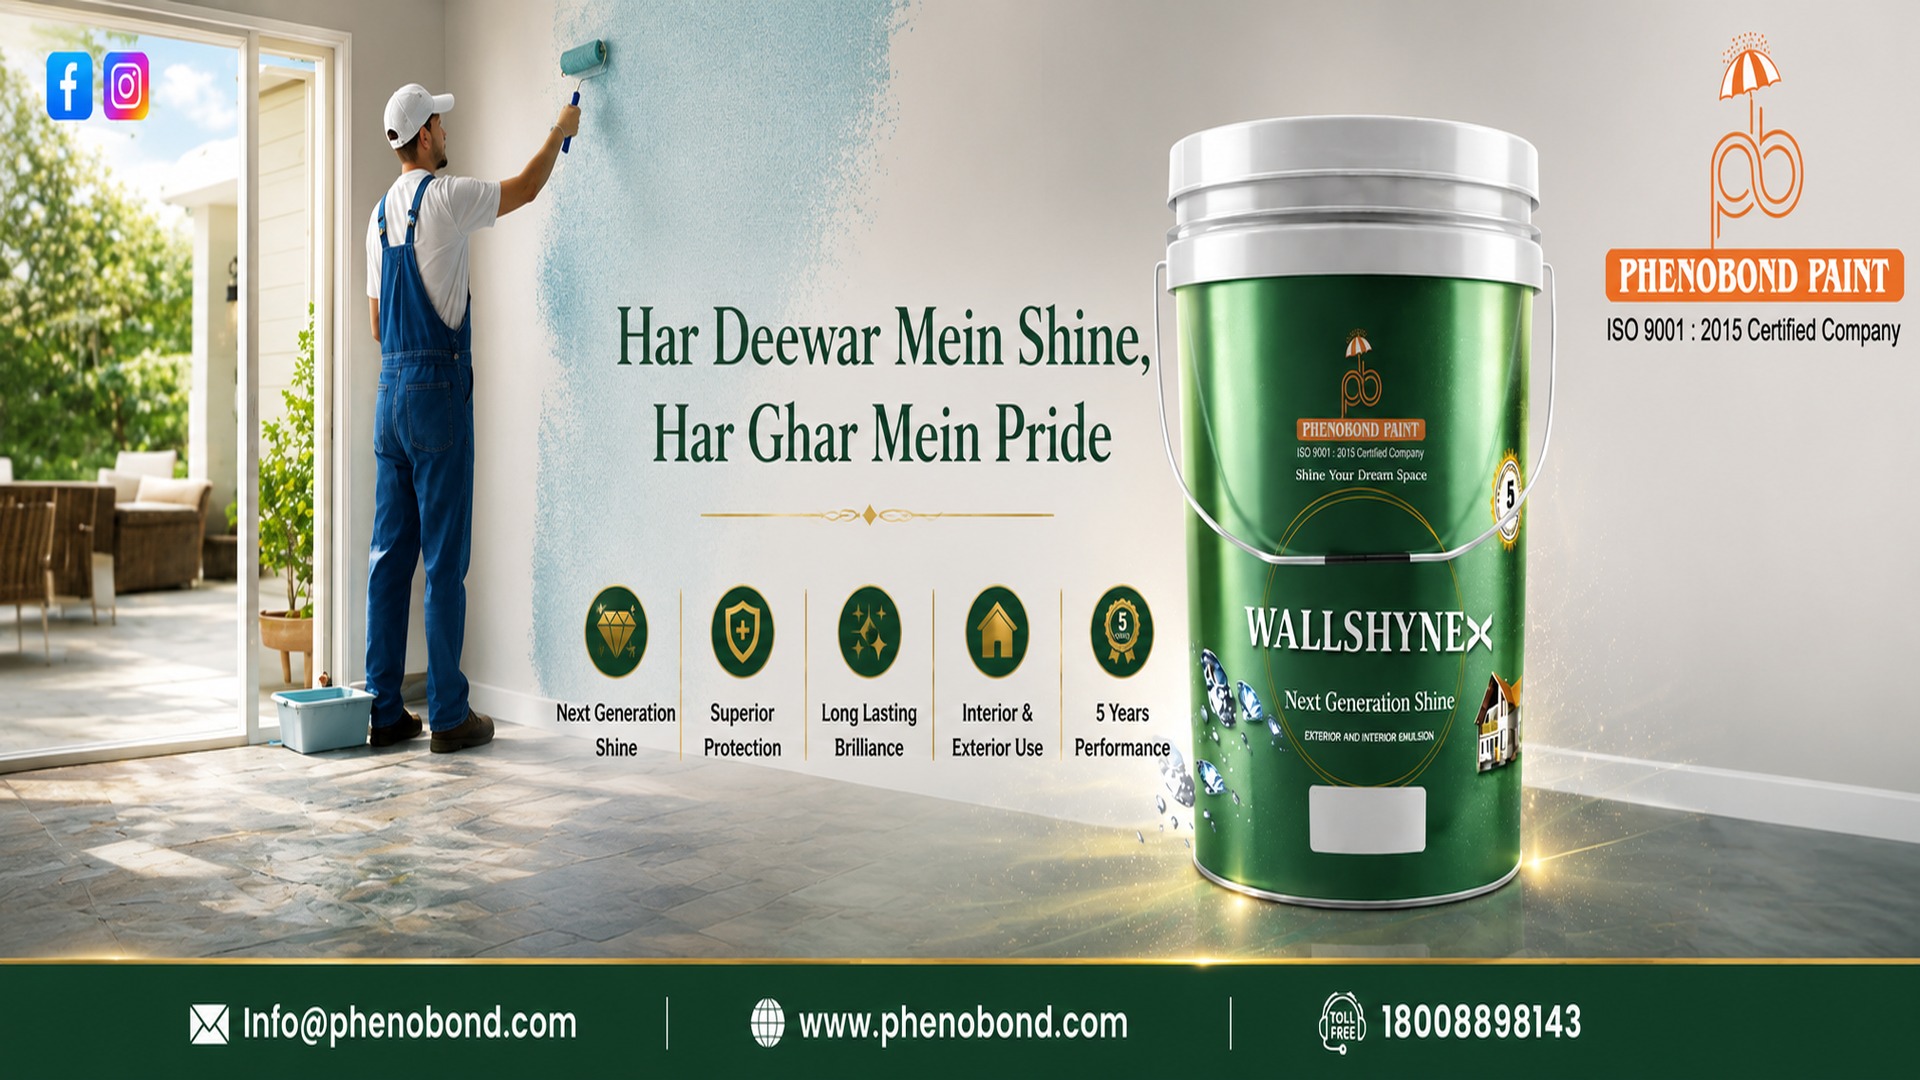 PHENOBOND PAINT
ISO 9001 : 2015 Certified Company
Har Deewar Mein Shine,
Har Ghar Mein Pride
Next Generation
Shine
Superior
Protection
Long Lasting
Brilliance
Interior &
Exterior Use
5
5 Years
Performance
PHENOBOND PAINT
ISO 9001 : 2015 Certified Company
Shine Your Dream Space
5
WALLSHYNEX
Next Generation Shine
EXTERIOR AND INTERIOR EMULSION
Info@phenobond.com
www.phenobond.com
TOLL
FREE
18008898143